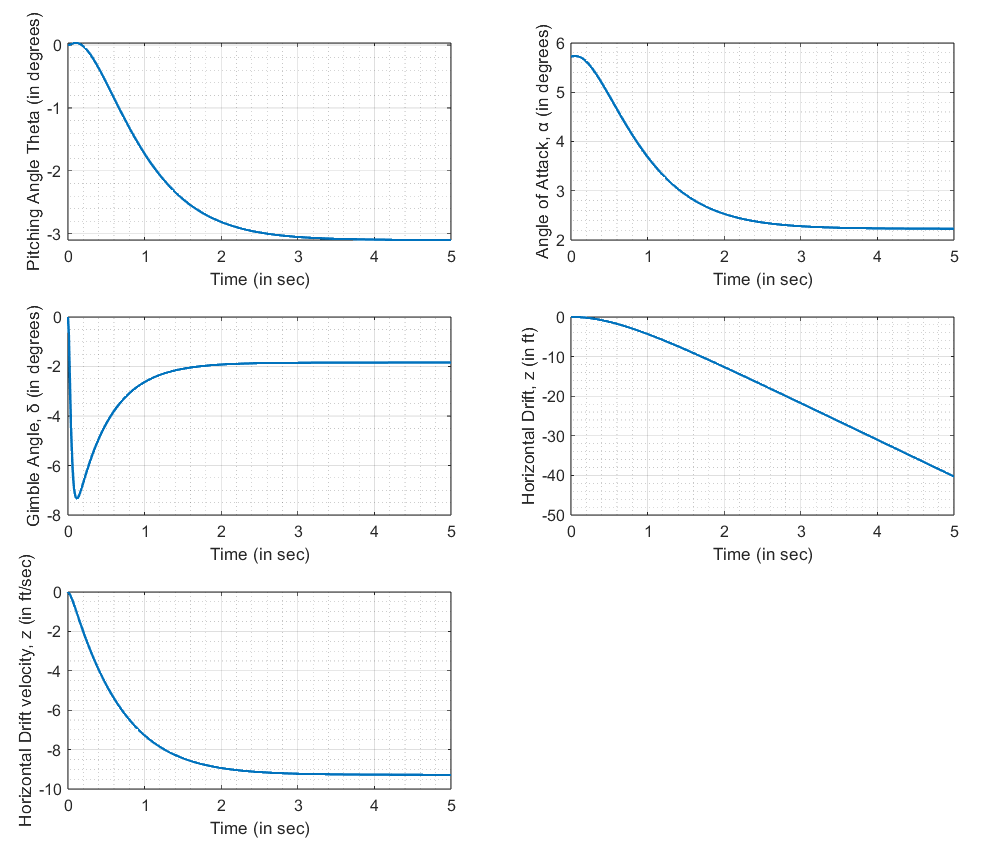 Pitching Angle Theta (in degrees)
0
-1
-2
-3
0 1 2 3 4 5
Time (in sec)
Angle of Attack, α (in degrees)
6
5
4
3
2
0 1 2 3 4 5
Time (in sec)
Gimble Angle, δ (in degrees)
0
-2
-4
-6
-8
0 1 2 3 4 5
Time (in sec)
Horizontal Drift, z (in ft)
0
-10
-20
-30
-40
-50
0 1 2 3 4 5
Time (in sec)
Horizontal Drift velocity, z (in ft/sec)
0
-2
-4
-6
-8
-10
0 1 2 3 4 5
Time (in sec)